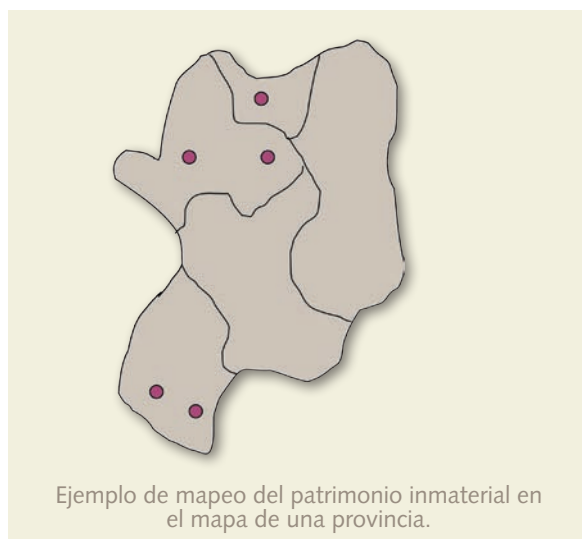 Ejemplo de mapeo del patrimonio inmaterial en
el mapa de una provincia.